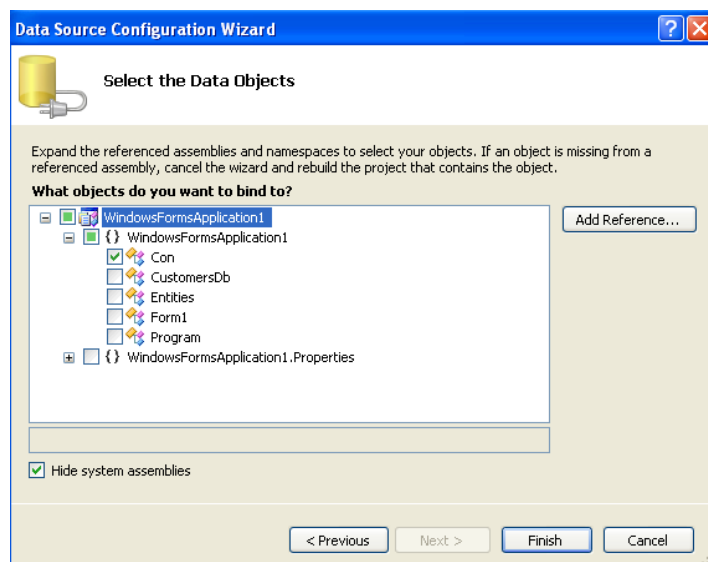 Data Source Configuration Wizard
Select the Data Objects
Expand the referenced assemblies and namespaces to select your objects. If an object is missing from a
referenced assembly, cancel the wizard and rebuild the project that contains the object.
What objects do you want to bind to?
WindowsFormsApplication1
Add Reference...
{} WindowsFormsApplication1
Con
CustomersDb
Entities
Form1
Program
{} WindowsFormsApplication1.Properties
Hide system assemblies
< Previous
Next >
Finish
Cancel